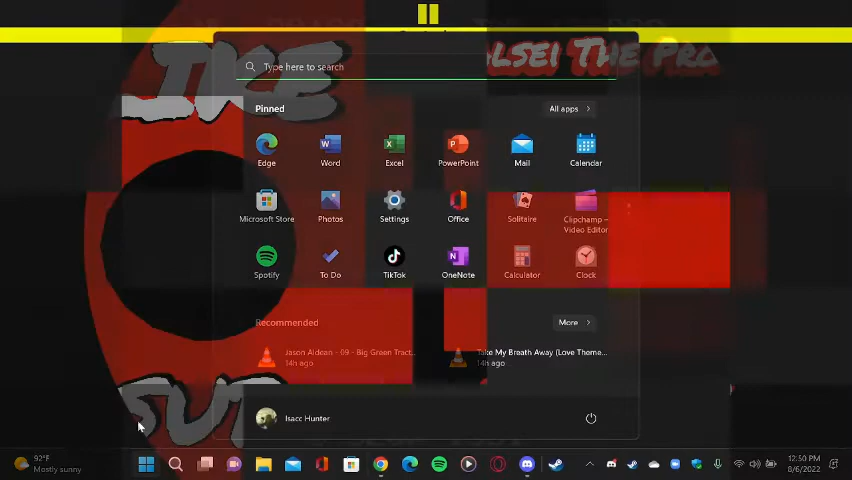 Type here to search
Pinned
All apps
Edge
Word
Excel
PowerPoint
Mail
Calendar
Microsoft Store
Photos
Settings
Office
Solitaire
Clipchamp –
Video Editor
Spotify
To Do
TikTok
OneNote
Calculator
Clock
Recommended
More
Jason Aldean - 09 - Big Green Tract...
14h ago
Take My Breath Away (Love Theme...
14h ago
Isacc Hunter
92°F
Mostly sunny
12:50 PM
8/6/2022